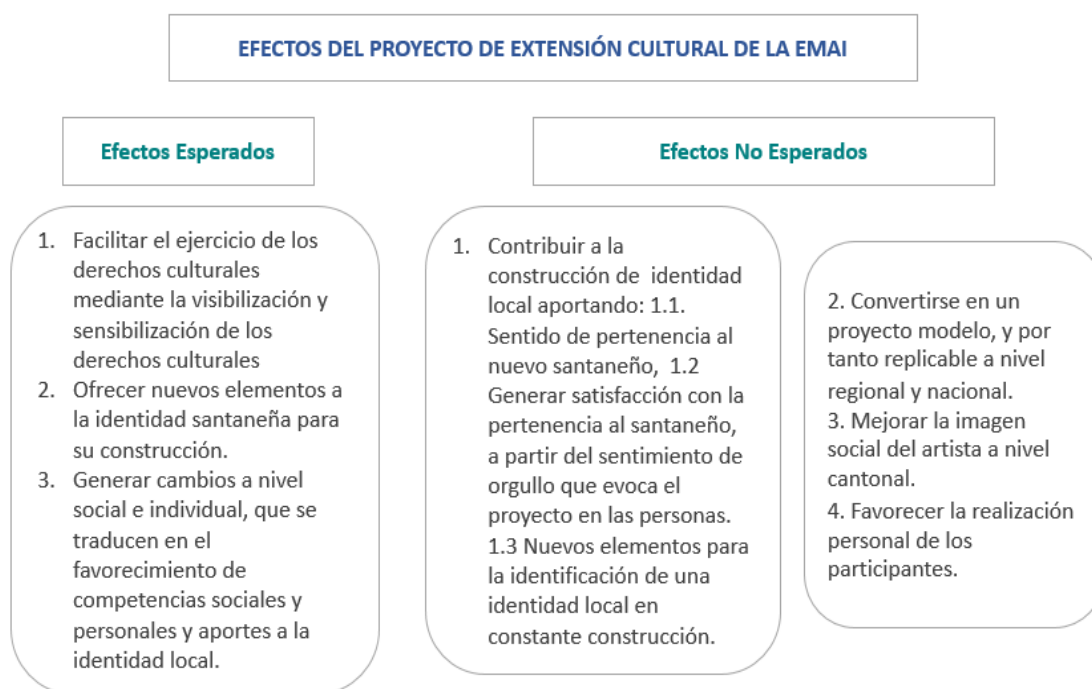 EFECTOS DEL PROYECTO DE EXTENSIÓN CULTURAL DE LA EMAI
Efectos Esperados
1. Facilitar el ejercicio de los
derechos culturales
mediante la visibilización y
sensibilización de los
derechos culturales
2. Ofrecer nuevos elementos a
la identidad santaneña para
su construcción.
3. Generar cambios a nivel
social e individual, que se
traducen en el
favorecimiento de
competencias sociales y
personales y aportes a la
identidad local.
Efectos No Esperados
1. Contribuir a la
construcción de identidad
local aportando: 1.1.
Sentido de pertenencia al
nuevo santaneño, 1.2
Generar satisfacción con la
pertenencia al santaneño,
a partir del sentimiento de
orgullo que evoca el
proyecto en las personas.
1.3 Nuevos elementos para
la identificación de una
identidad local en
constante construcción.
2. Convertirse en un
proyecto modelo, y por
tanto replicable a nivel
regional y nacional.
3. Mejorar la imagen
social del artista a nivel
cantonal.
4. Favorecer la realización
personal de los
participantes.